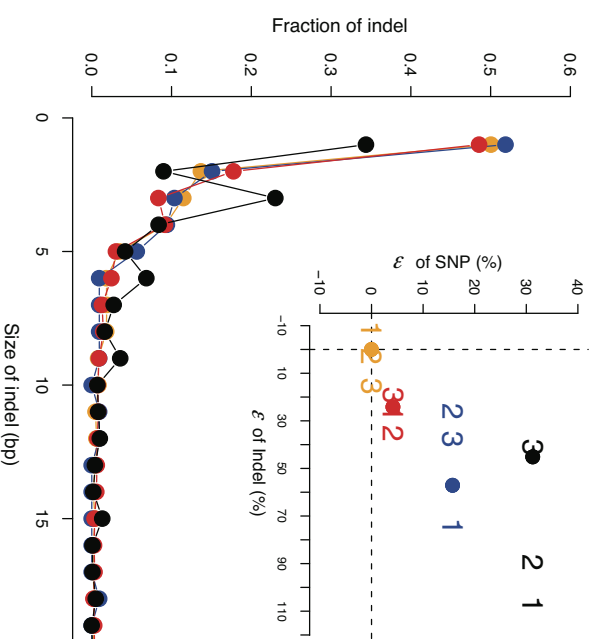 Fraction of indel
0.0 0.1 0.2 0.3 0.4 0.5 0.6
0 5 10 15
Size of indel (bp)
ε of SNP (%)
−10 0 10 20 30 40
−10 10 30 50 70 90 110
ε of Indel (%)
1 2 3
3 1 2
2 3 1
3 2 1